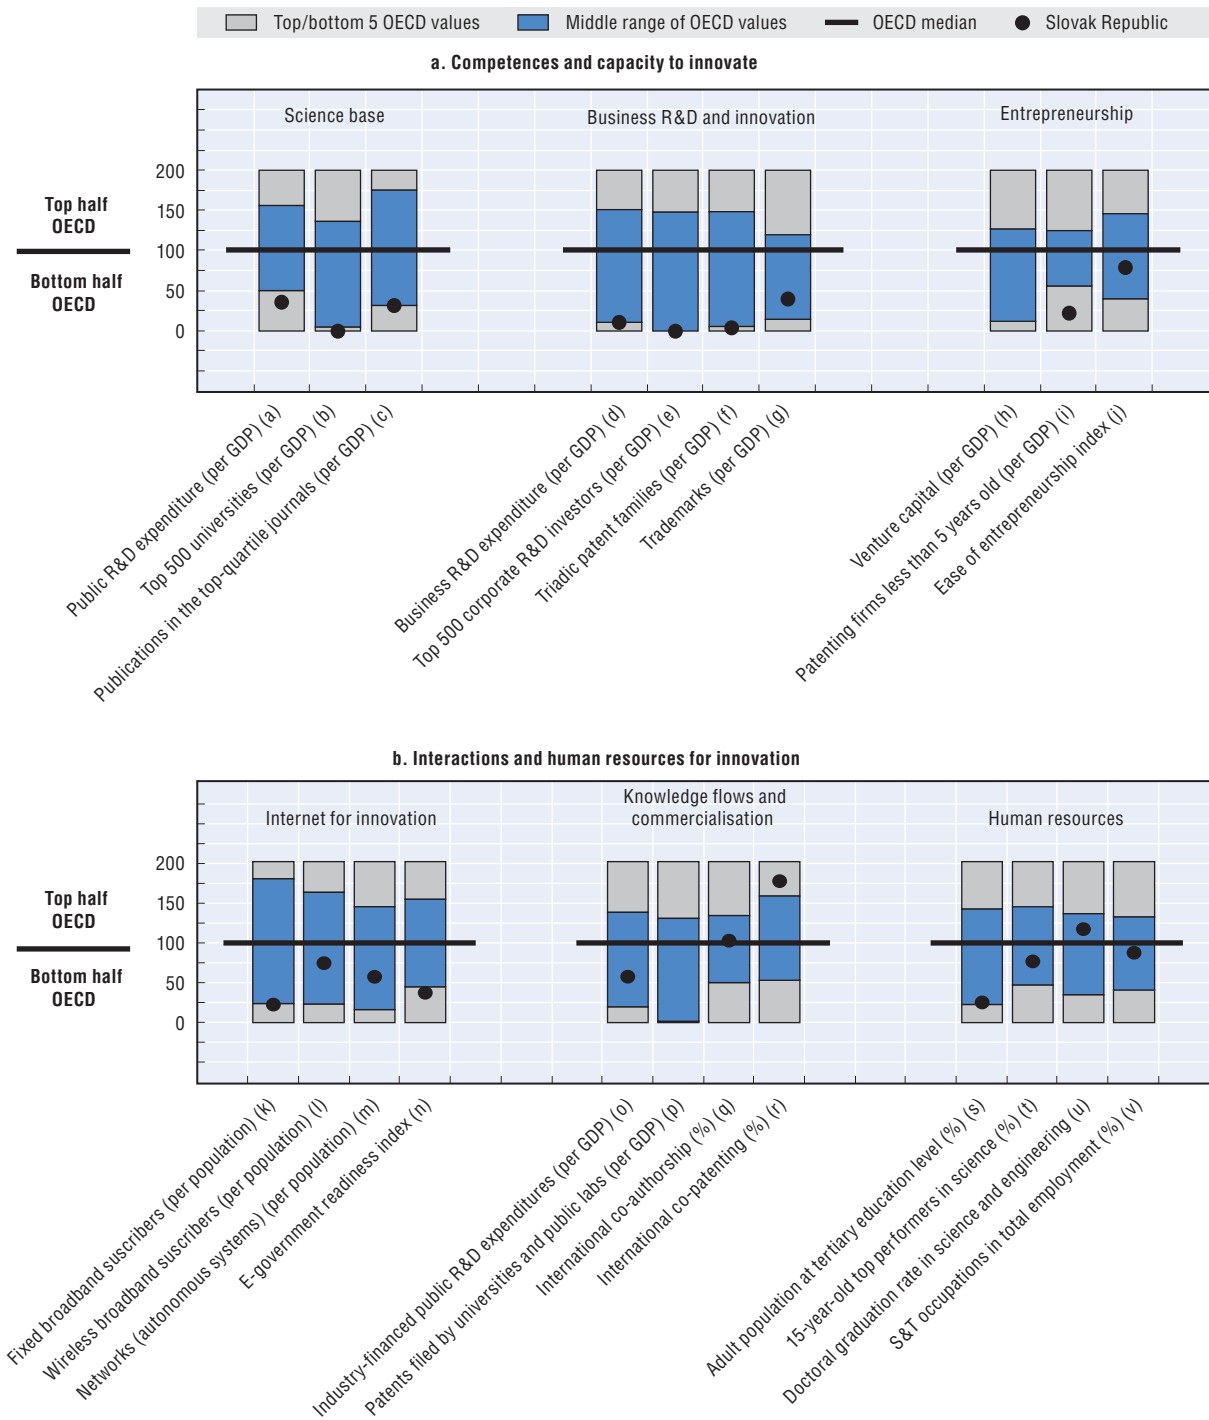 Top/bottom 5 OECD values
Middle range of OECD values
OECD median
Slovak Republic
a. Competences and capacity to innovate
Science base
Business R&D and innovation
Entrepreneurship
200
150
100
50
0
Top half
OECD
Bottom half
OECD
Public R&D expenditure (per GDP) (a)
Top 500 universities (per GDP) (b)
Publications in the top-quartile journals (per GDP) (c)
Business R&D expenditure (per GDP) (d)
Top 500 corporate R&D investors (per GDP) (e)
Triadic patent families (per GDP) (f)
Trademarks (per GDP) (g)
Venture capital (per GDP) (h)
Patenting firms less than 5 years old (per GDP) (i)
Ease of entrepreneurship index (j)
b. Interactions and human resources for innovation
Internet for innovation
Knowledge flows and
commercialisation
Human resources
200
150
100
50
0
Top half
OECD
Bottom half
OECD
Fixed broadband suscribers (per population) (k)
Wireless broadband suscribers (per population) (l)
Networks (autonomous systems) (per population) (m)
E-government readiness index (n)
Industry-financed public R&D expenditures (per GDP) (o)
Patents filed by universities and public labs (per GDP) (p)
International co-authorship (%) (q)
International co-patenting (%) (r)
Adult population at tertiary education level (%) (s)
15-year-old top performers in science (%) (t)
Doctoral graduation rate in science and engineering (u)
S&T occupations in total employment (%) (v)